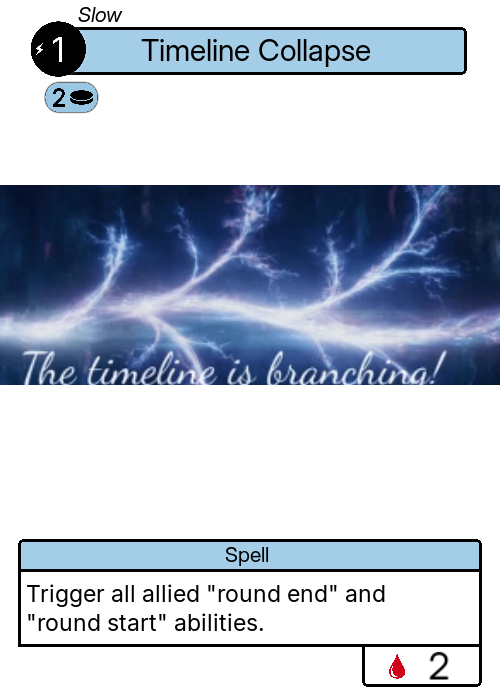 Slow
1
Timeline Collapse
2
The timeline is branching!
Spell
Trigger all allied "round end" and
"round start" abilities.
2